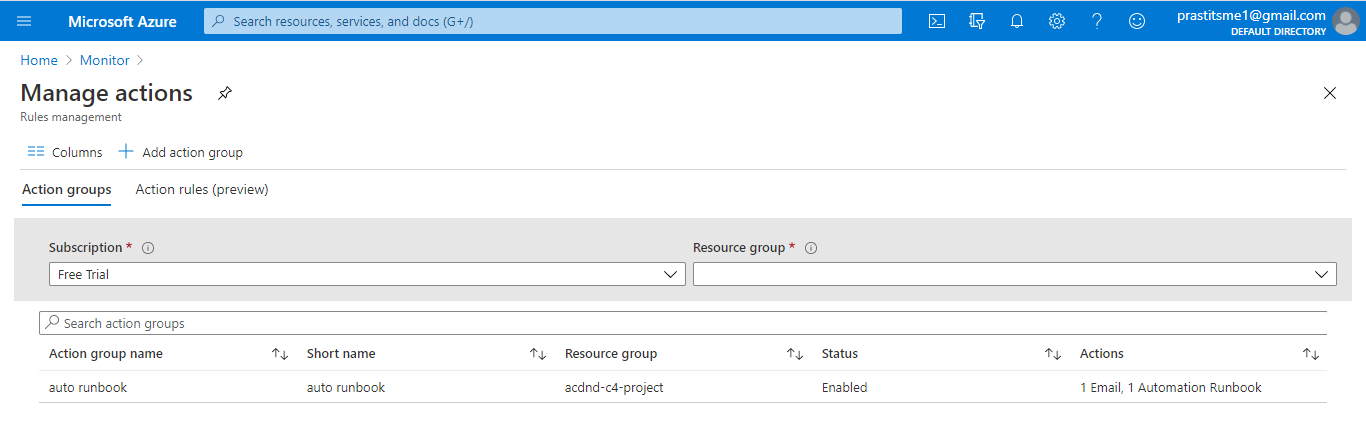 Microsoft Azure
Search resources, services, and docs (G+/)
prastitsme1@gmail.com
DEFAULT DIRECTORY
Home > Monitor >
Manage actions
Rules management
Columns + Add action group
Action groups Action rules (preview)
Subscription * Resource group *
Free Trial
Search action groups
Action group name Short name Resource group Status Actions
auto runbook auto runbook acdnd-c4-project Enabled 1 Email, 1 Automation Runbook